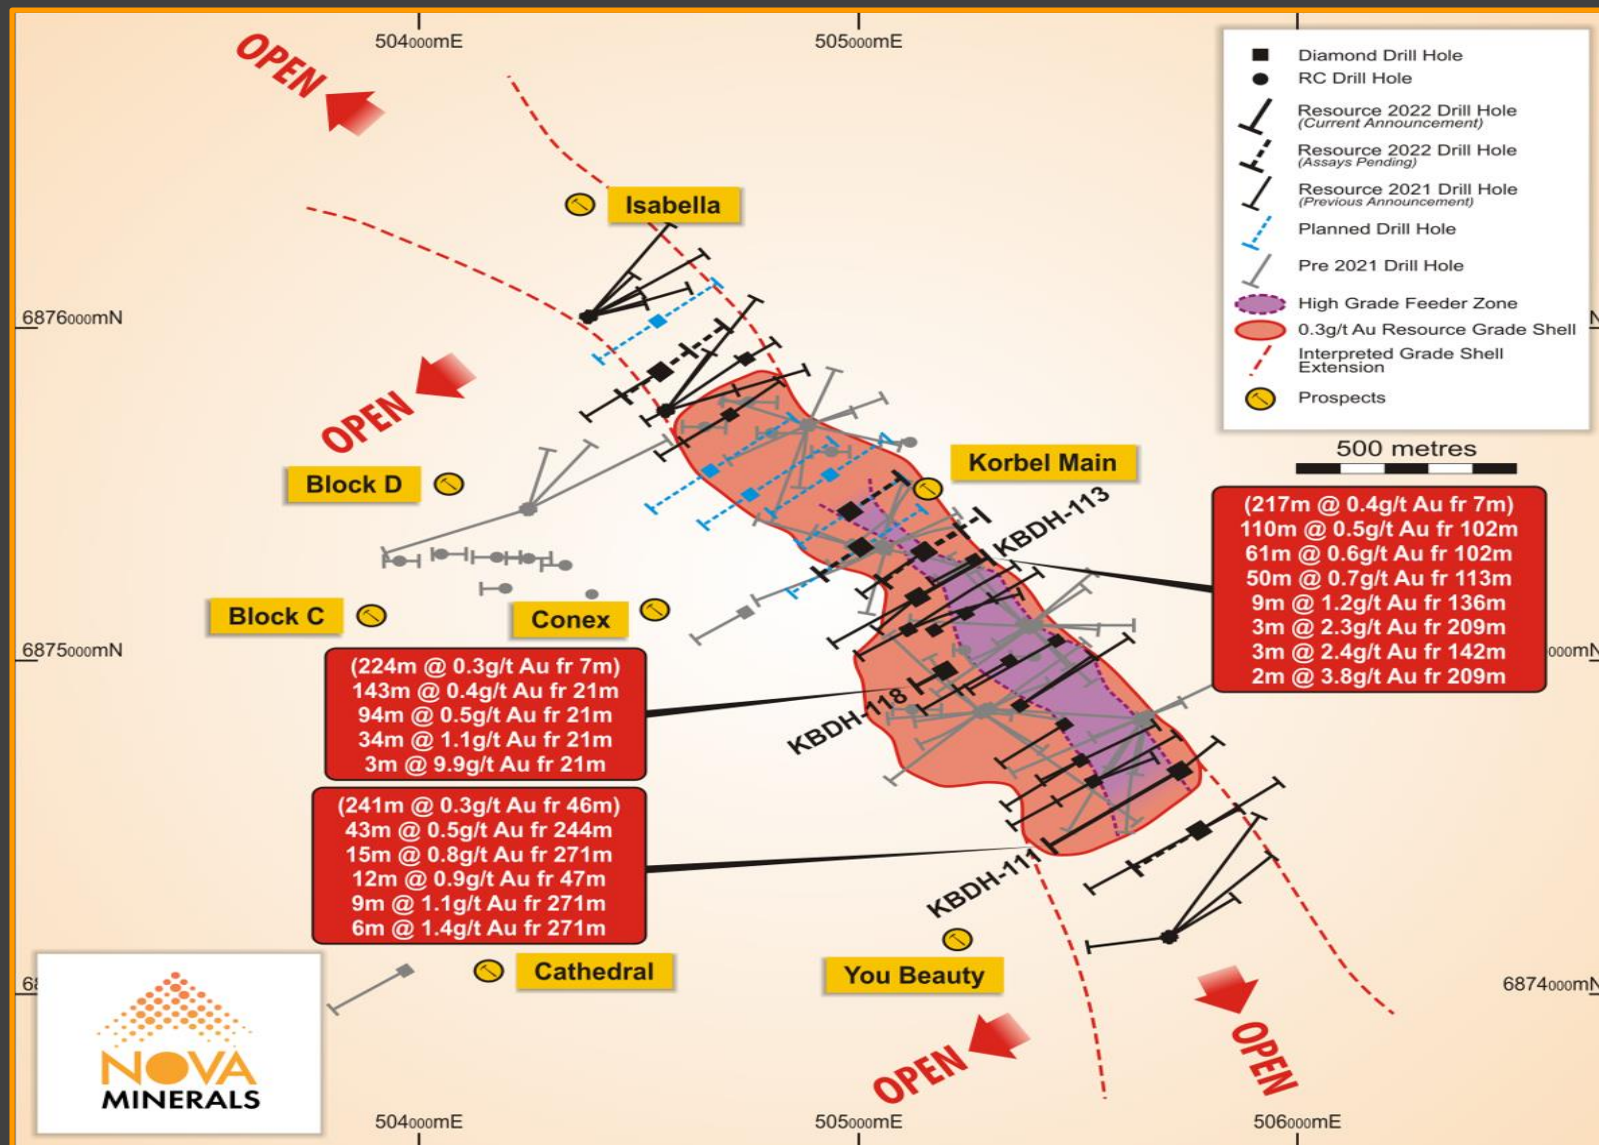 504000mE
505000mE
OPEN
Diamond Drill Hole
RC Drill Hole
Resource 2022 Drill Hole
(Current Announcement)
Resource 2022 Drill Hole
(Assays Pending)
Resource 2021 Drill Hole
(Previous Announcement)
Planned Drill Hole
Pre 2021 Drill Hole
High Grade Feeder Zone
0.3g/t Au Resource Grade Shell
Interpreted Grade Shell
Extension
Prospects
500 metres
Isabella
6876000mN
N
OPEN
Block D
Korbel Main
KBDH-113
(217m @ 0.4g/t Au fr 7m)
110m @ 0.5g/t Au fr 102m
61m @ 0.6g/t Au fr 102m
50m @ 0.7g/t Au fr 113m
9m @ 1.2g/t Au fr 136m
3m @ 2.3g/t Au fr 209m
3m @ 2.4g/t Au fr 142m
2m @ 3.8g/t Au fr 209m
Block C
Conex
6875000mN
000mN
(224m @ 0.3g/t Au fr 7m)
143m @ 0.4g/t Au fr 21m
94m @ 0.5g/t Au fr 21m
34m @ 1.1g/t Au fr 21m
3m @ 9.9g/t Au fr 21m
KBDH-118
(241m @ 0.3g/t Au fr 46m)
43m @ 0.5g/t Au fr 244m
15m @ 0.8g/t Au fr 271m
12m @ 0.9g/t Au fr 47m
9m @ 1.1g/t Au fr 271m
6m @ 1.4g/t Au fr 271m
KBDH-111
Cathedral
You Beauty
68
6874000mN
NOVA
MINERALS
OPEN
OPEN
504000mE
505000mE
506000mE